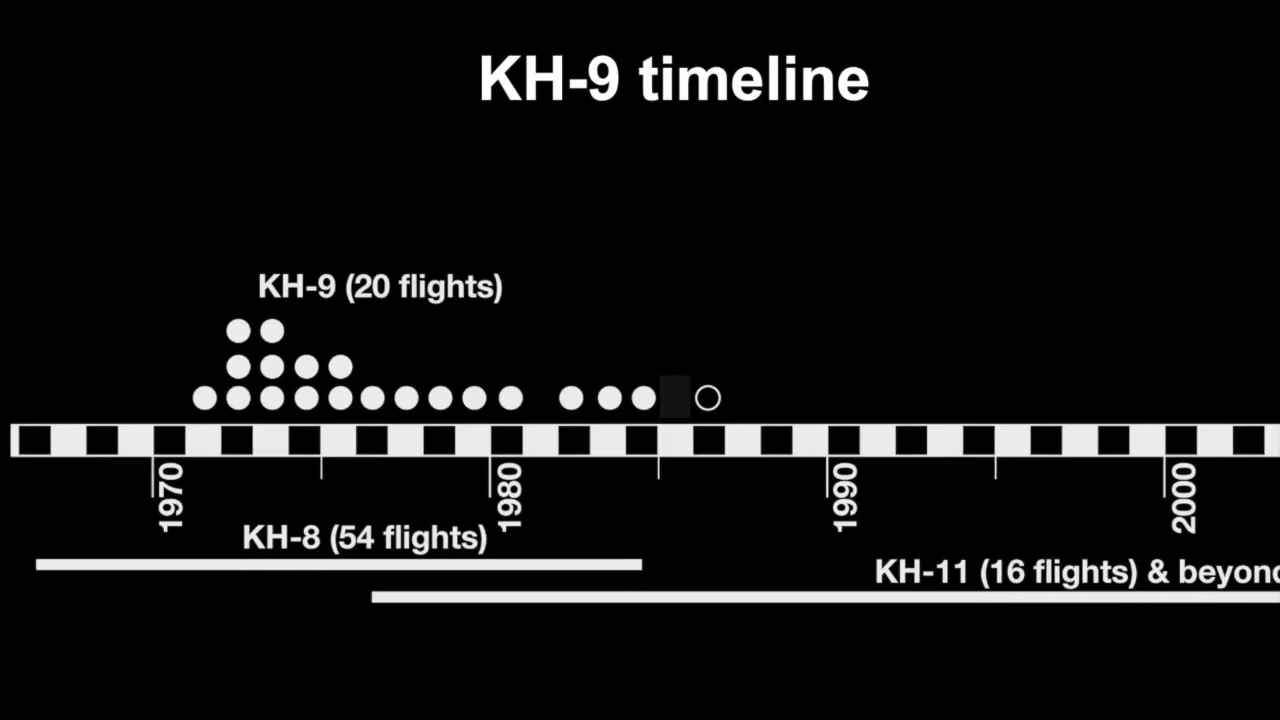 KH-9 timeline
KH-9 (20 flights)
1970
1980
1990
2000
KH-8 (54 flights)
KH-11 (16 flights) & beyond